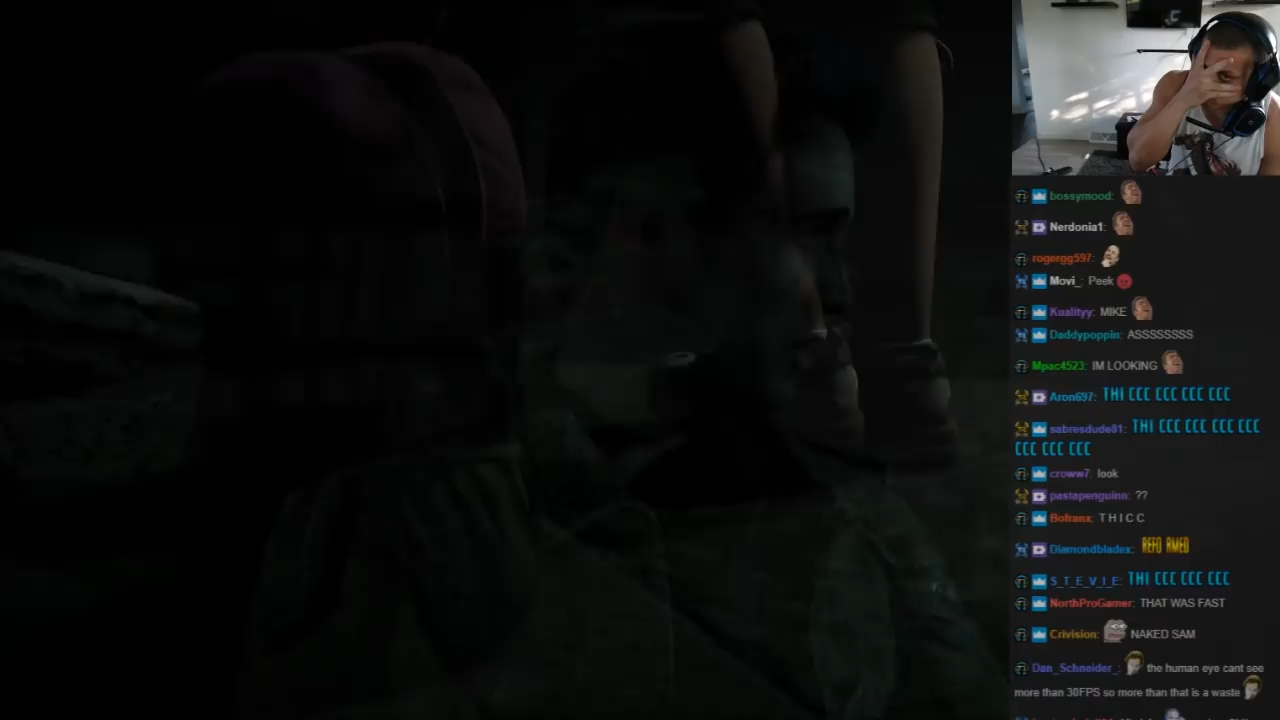 bossymood:
Nerdonia1:
rogergg597:
Movi_: Peek
Kualityy: MIKE
Daddypoppin: ASSSSSSSS
Mpac4523: IM LOOKING
Aron697: THI CCC CCC CCC CCC
sabresdude81: THI CCC CCC CCC CCC
CCC CCC CCC
croww7: look
pastapenguinn: ??
Bofranx: T H I C C
Diamondbladex: REFO RMED
S_T_E_V_I_E: THI CCC CCC CCC
NorthProGamer: THAT WAS FAST
Crivision: NAKED SAM
Dan_Schneider_: the human eye cant see
more than 30FPS so more than that is a waste